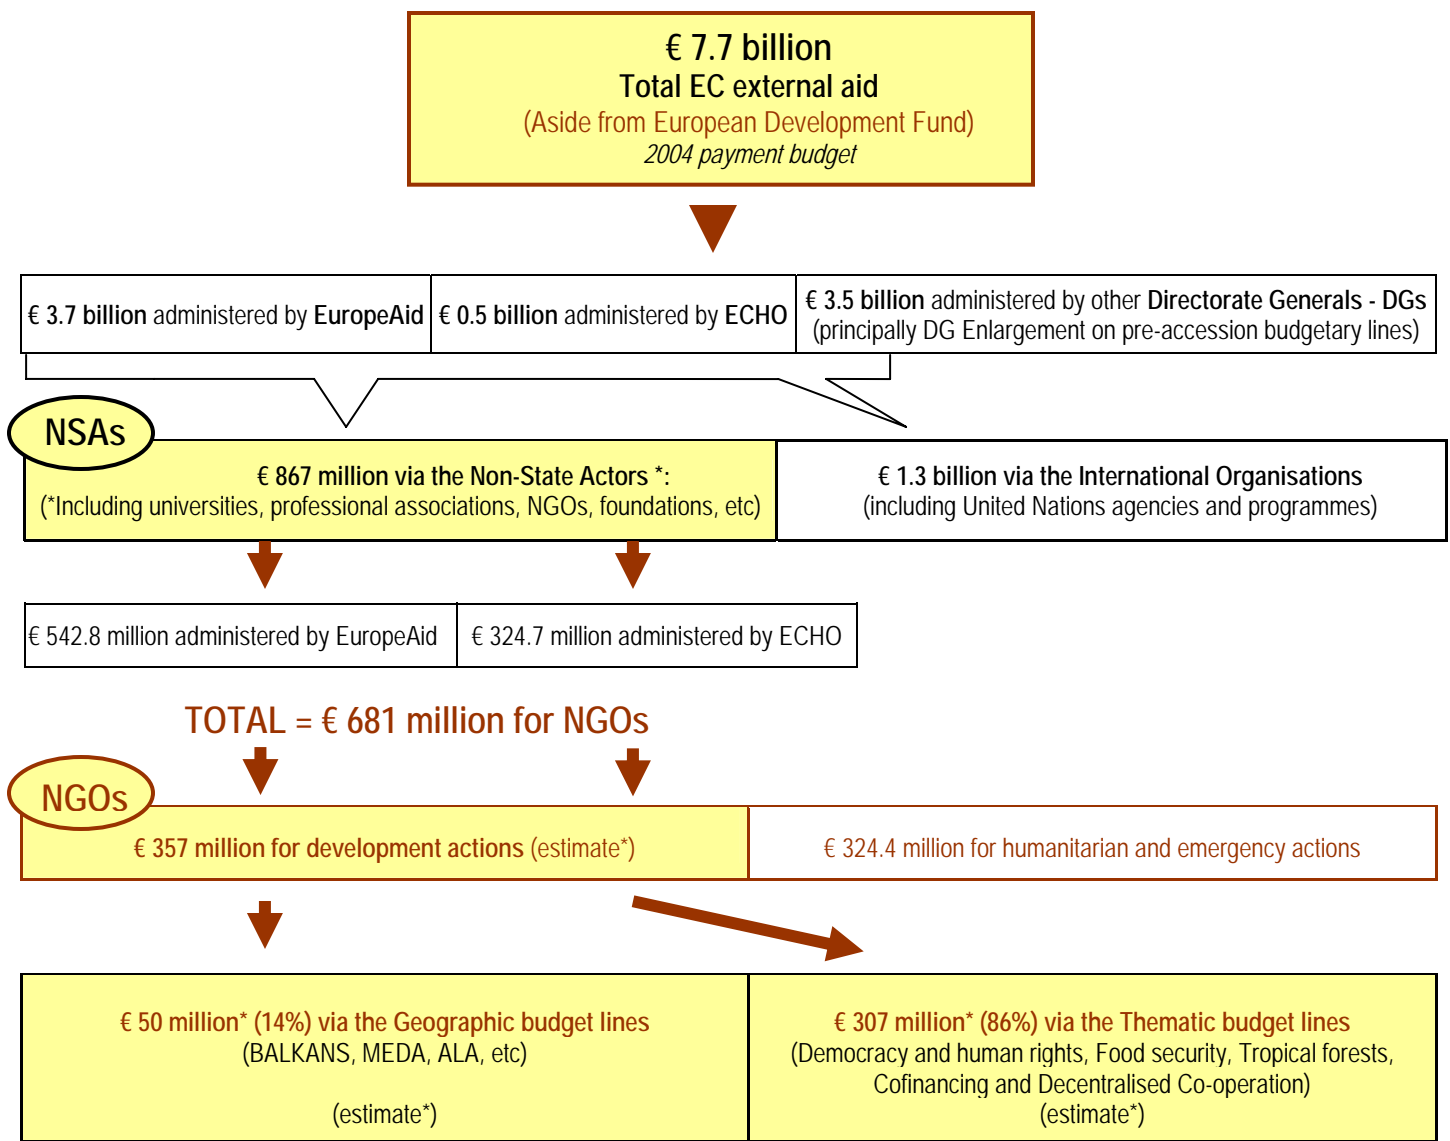 € 7.7 billion
Total EC external aid
(Aside from European Development Fund)
2004 payment budget
€ 3.7 billion administered by EuropeAid
€ 0.5 billion administered by ECHO
€ 3.5 billion administered by other Directorate Generals - DGs
(principally DG Enlargement on pre-accession budgetary lines)
NSAs
€ 867 million via the Non-State Actors *:
(*Including universities, professional associations, NGOs, foundations, etc)
€ 1.3 billion via the International Organisations
(including United Nations agencies and programmes)
€ 542.8 million administered by EuropeAid
€ 324.7 million administered by ECHO
TOTAL = € 681 million for NGOs
NGOs
€ 357 million for development actions (estimate*)
€ 324.4 million for humanitarian and emergency actions
€ 50 million* (14%) via the Geographic budget lines
(BALKANS, MEDA, ALA, etc)
(estimate*)
€ 307 million* (86%) via the Thematic budget lines
(Democracy and human rights, Food security, Tropical forests,
Cofinancing and Decentralised Co-operation)
(estimate*)